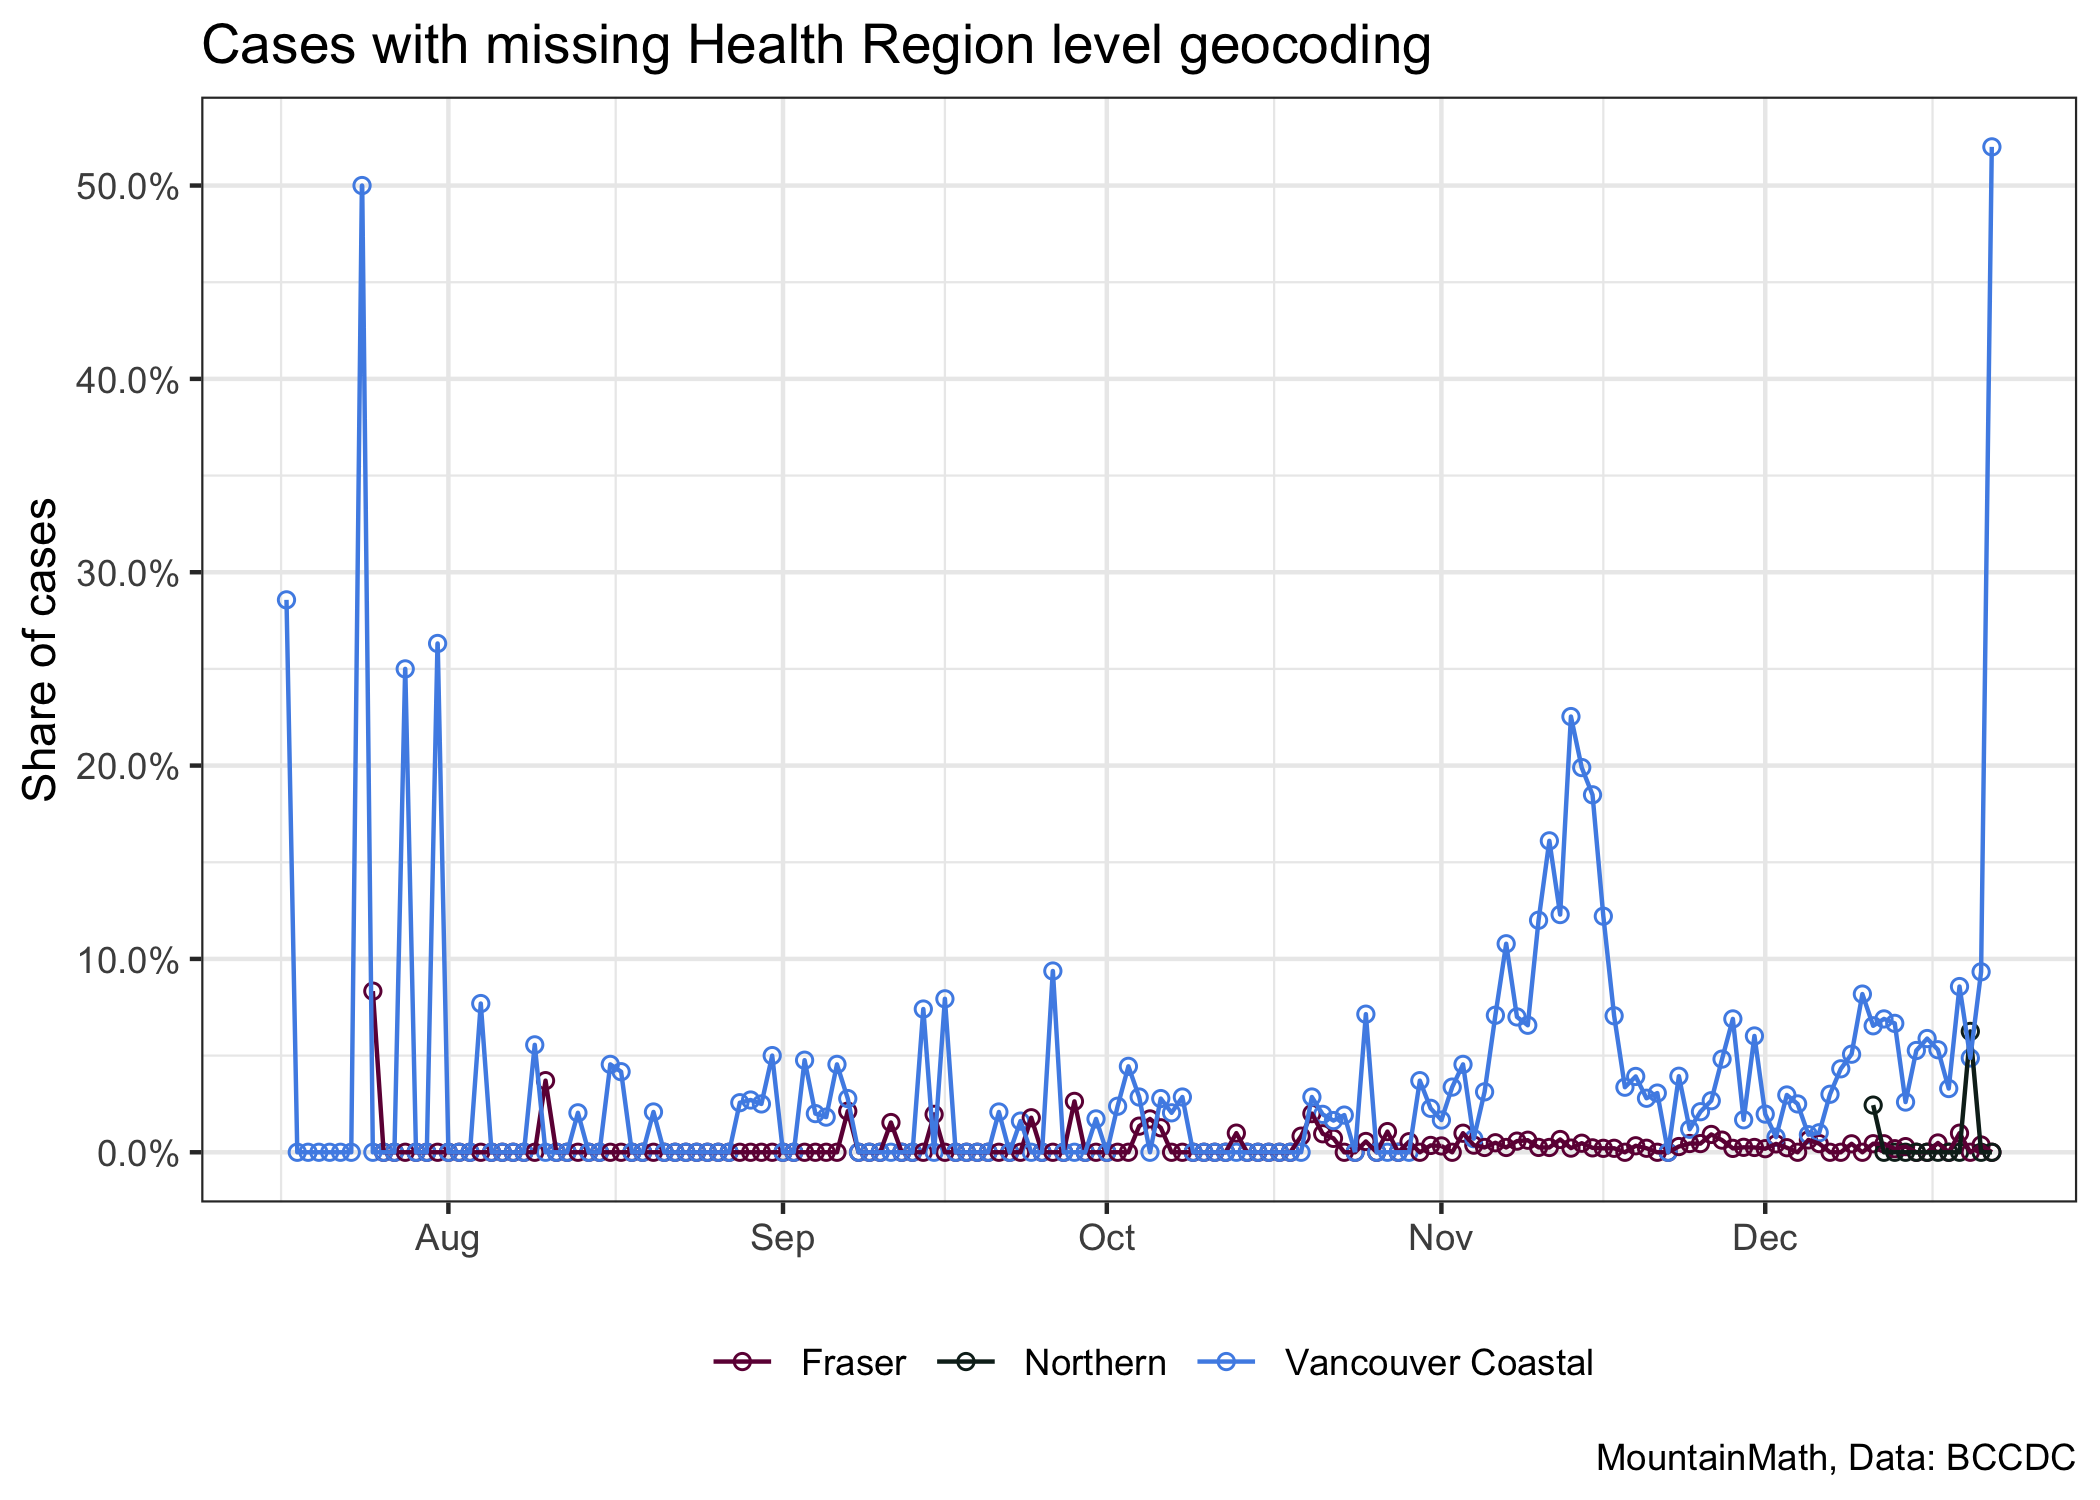 Cases with missing Health Region level geocoding
Share of cases
50.0%
40.0%
30.0%
20.0%
10.0%
0.0%
Aug Sep Oct Nov Dec
Fraser Northern Vancouver Coastal
MountainMath, Data: BCCDC